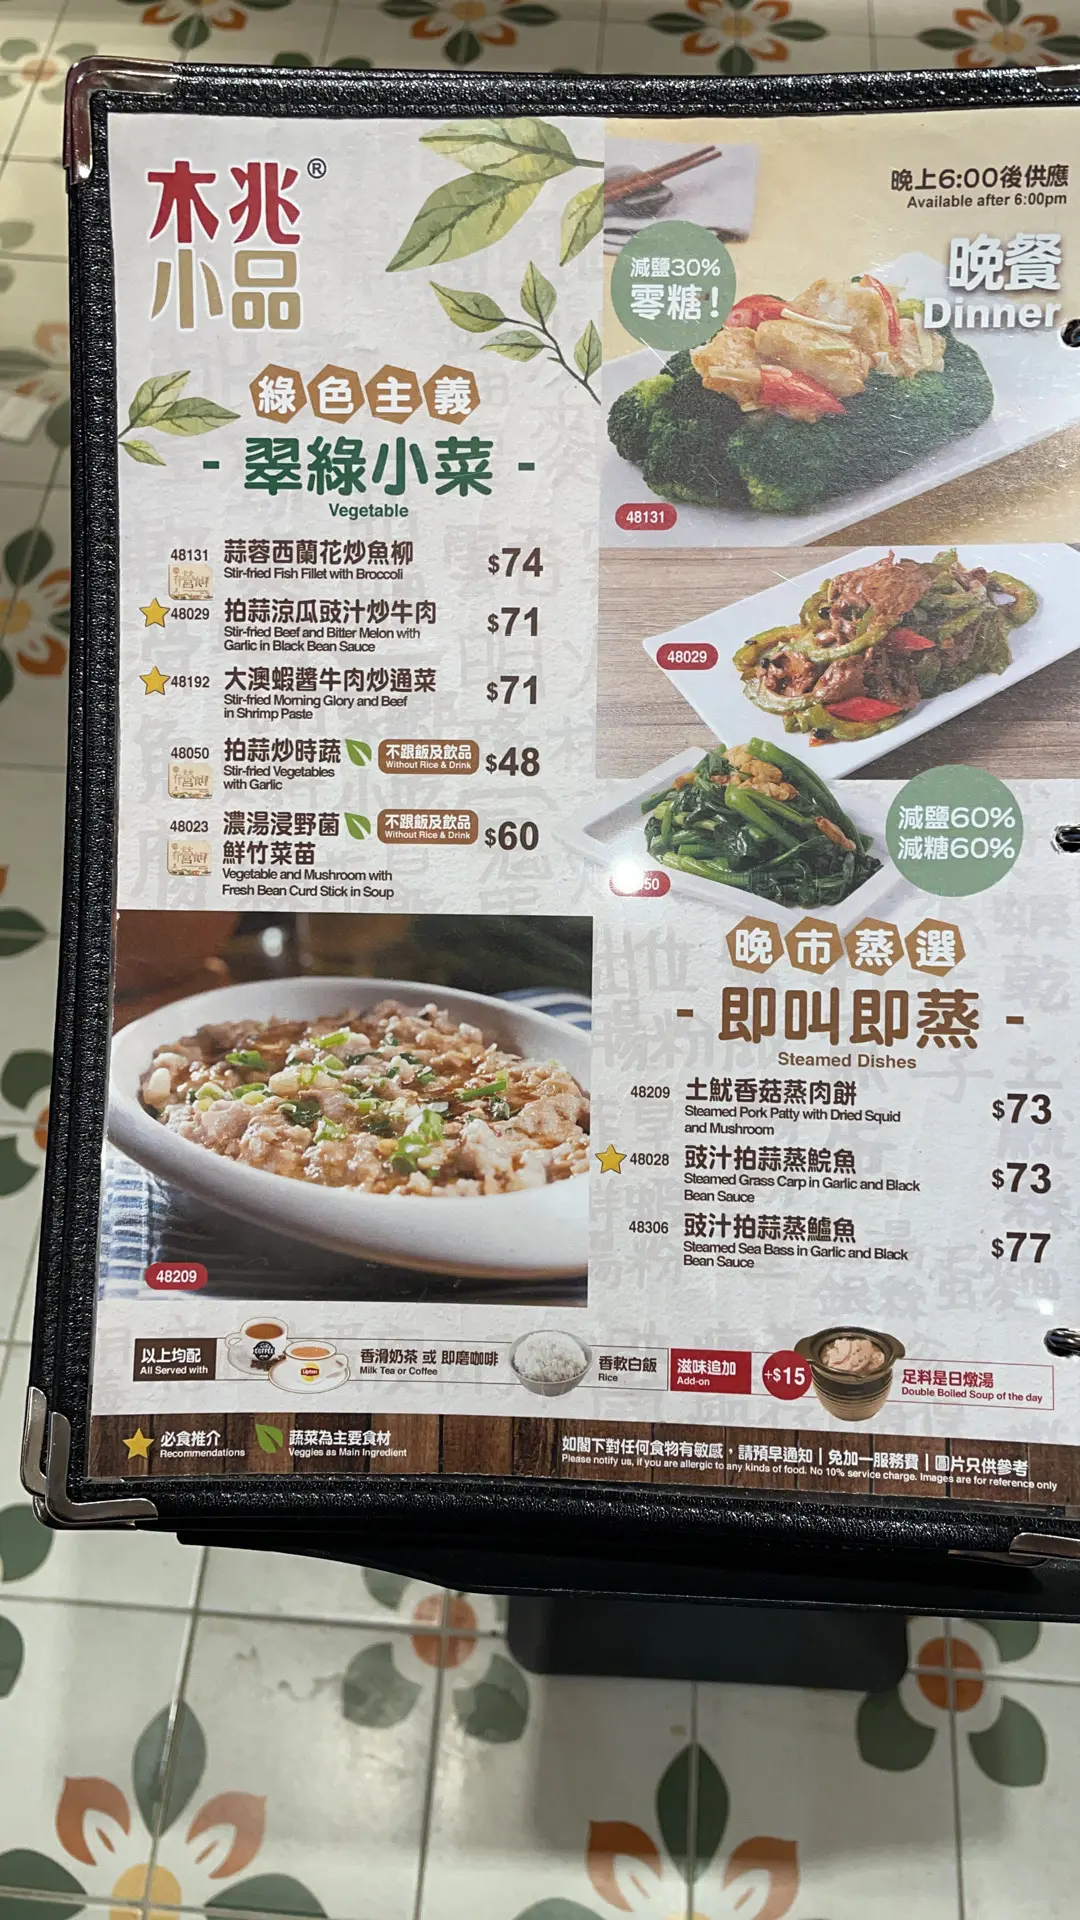 木兆®
小品
晚上6:00後供應
Available after 6:00pm
晚餐
Dinner
減鹽30%
零糖!
綠色主義
- 翠綠小菜 -
Vegetable
48131
48131 蒜蓉西蘭花炒魚柳 $74
Stir-fried Fish Fillet with Broccoli
48029 拍蒜涼瓜豉汁炒牛肉 $71
Stir-fried Beef and Bitter Melon with
Garlic in Black Bean Sauce
48192 大澳蝦醬牛肉炒通菜 $71
Stir-fried Morning Glory and Beef
in Shrimp Paste
48050 拍蒜炒時蔬 不跟飯及飲品 $48
Without Rice & Drink
Stir-fried Vegetables
with Garlic
48023 濃湯浸野菌 不跟飯及飲品 $60
Without Rice & Drink
鮮竹菜苗
Vegetable and Mushroom with
Fresh Bean Curd Stick in Soup
48029
減鹽60%
減糖60%
50
晚市蒸選
- 即叫即蒸 -
Steamed Dishes
48209 土魷香菇蒸肉餅 $73
Steamed Pork Patty with Dried Squid
and Mushroom
48028 豉汁拍蒜蒸鯇魚 $73
Steamed Grass Carp in Garlic and Black
Bean Sauce
48306 豉汁拍蒜蒸鱸魚 $77
Steamed Sea Bass in Garlic and Black
Bean Sauce
48209
以上均配
All Served with
COFFEE
Lipton
香滑奶茶 或 即磨咖啡
Milk Tea or Coffee
香軟白飯
Rice
滋味追加
Add-on
+$15
足料是日燉湯
Double Boiled Soup of the day
必食推介
Recommendations
蔬菜為主要食材
Veggies as Main Ingredient
如閣下對任何食物有敏感，請預早通知 | 免加一服務費 | 圖片只供參考
Please notify us, if you are allergic to any kinds of food. No 10% service charge. Images are for reference only